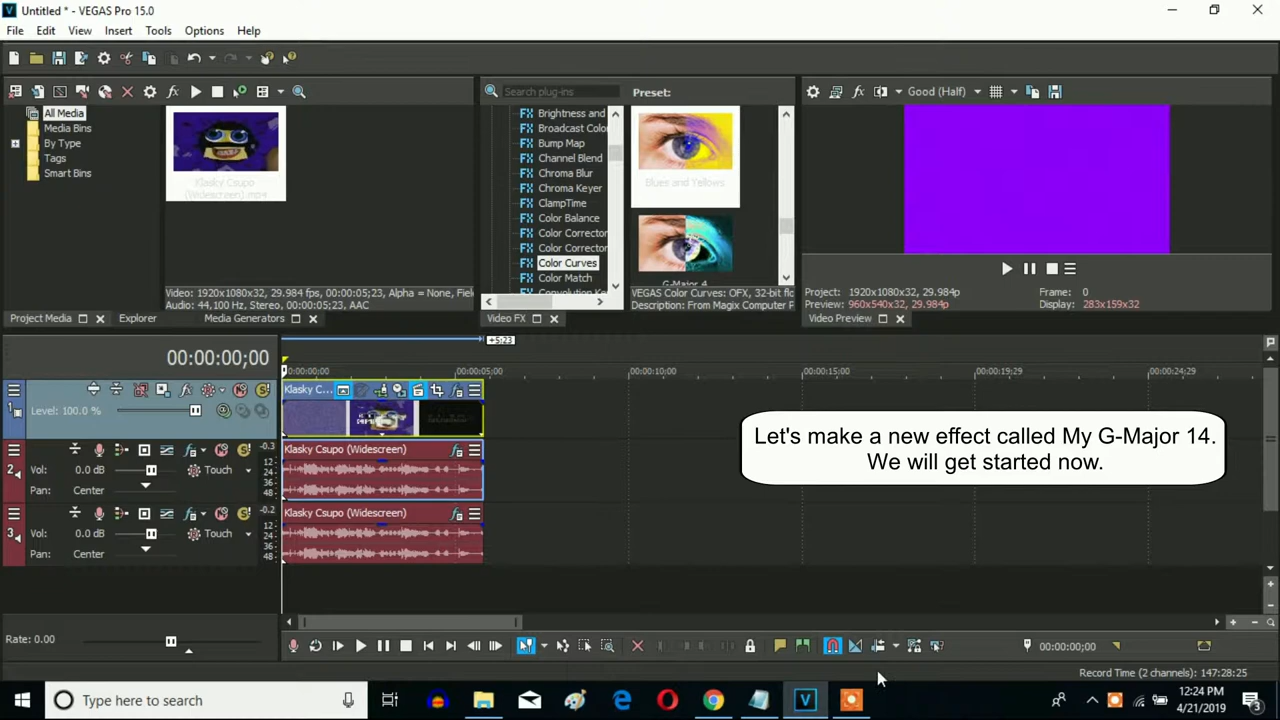 Untitled * - VEGAS Pro 15.0
File Edit View Insert Tools Options Help
Search plug-ins
Preset:
Good (Half)
All Media
Media Bins
By Type
Tags
Smart Bins
Klasky Csupo
(Widescreen).mp4
Brightness and
Broadcast Color
Bump Map
Channel Blend
Chroma Blur
Chroma Keyer
ClampTime
Color Balance
Color Corrector
Color Corrector
Color Curves
Color Match
Blues and Yellows
G-Major 4
Video: 1920x1080x32, 29.984 fps, 00:00:05;23, Alpha = None, Fiel
Audio: 44,100 Hz, Stereo, 00:00:05;23, AAC
VEGAS Color Curves: OFX, 32-bit flo
Description: From Magix Computer P
Project: 1920x1080x32, 29.984p
Preview: 960x540x32, 29.984p
Frame: 0
Display: 283x159x32
Project Media
Explorer
Media Generators
Video FX
Video Preview
00:00:00;00
+5;23
00:00:00;00 00:00:05;00 00:00:10;00 00:00:15;00 00:00:19;29 00:00:24;29
1
Level: 100.0 %
Klasky C...
2
Vol: 0.0 dB Touch
Pan: Center
-0.3
12
24
36
48
Klasky Csupo (Widescreen)
3
Vol: 0.0 dB Touch
Pan: Center
-0.2
12
24
36
48
Klasky Csupo (Widescreen)
Let's make a new effect called My G-Major 14.
We will get started now.
Rate: 0.00
00:00:00;00
Record Time (2 channels): 147:28:25
Type here to search
12:24 PM
4/21/2019
3